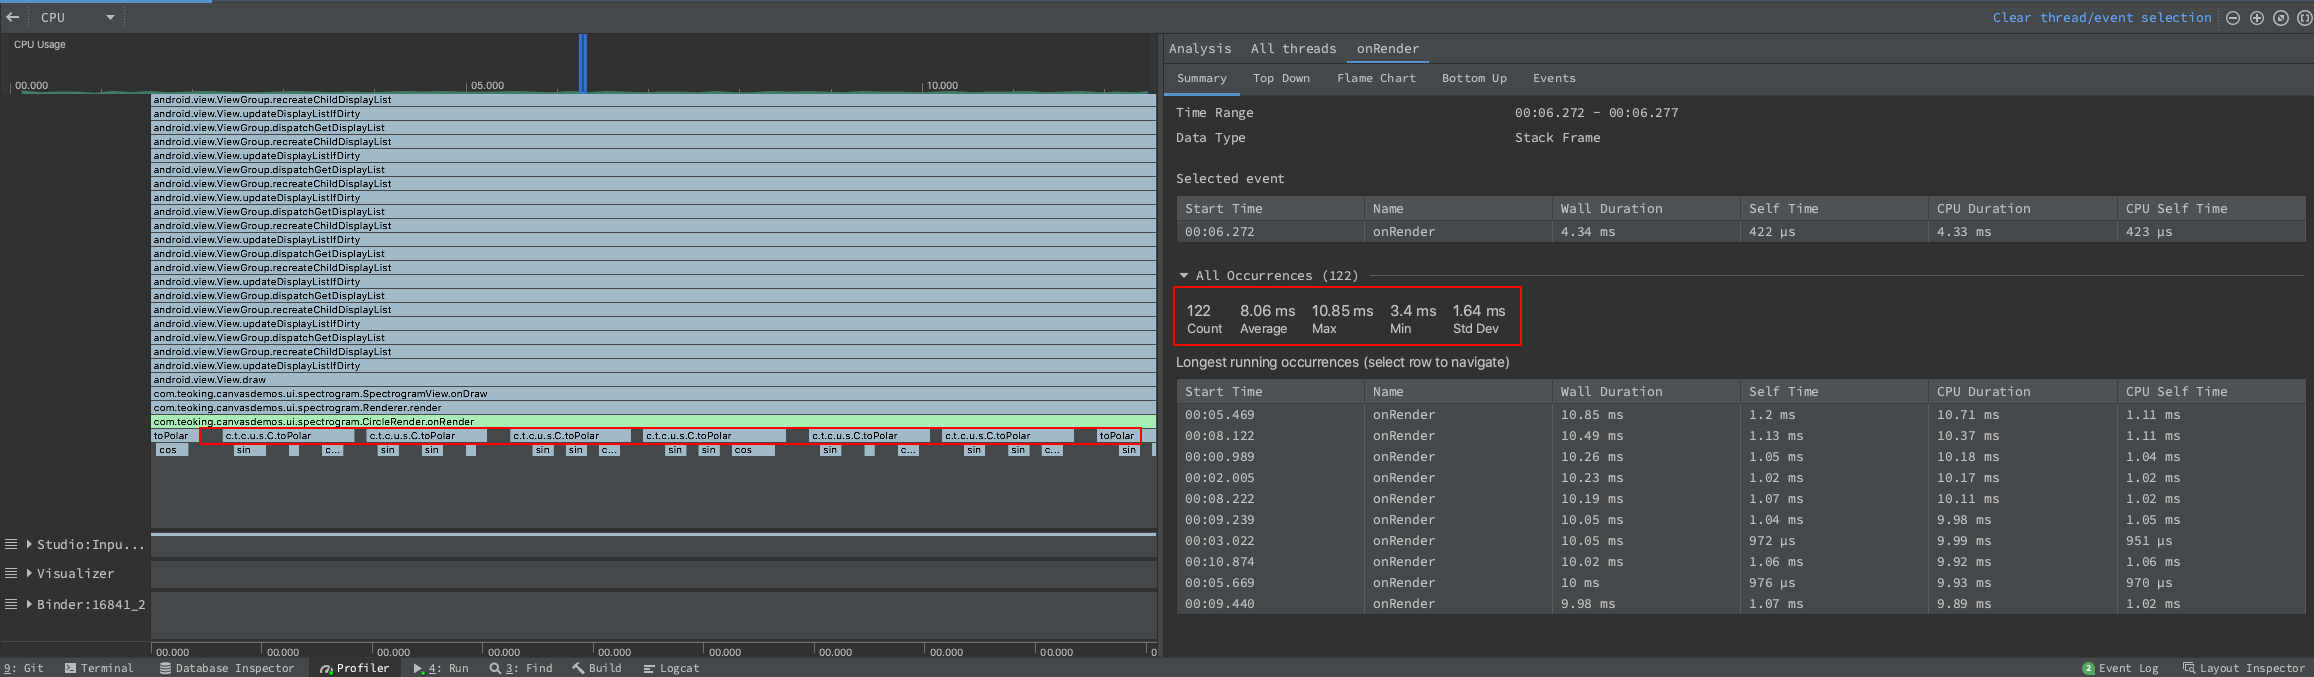 CPU
Clear thread/event selection
CPU Usage
00.000
05.000
10.000
android.view.ViewGroup.recreateChildDisplayList
android.view.View.updateDisplayListIfDirty
android.view.ViewGroup.dispatchGetDisplayList
android.view.ViewGroup.recreateChildDisplayList
android.view.View.updateDisplayListIfDirty
android.view.ViewGroup.dispatchGetDisplayList
android.view.ViewGroup.recreateChildDisplayList
android.view.View.updateDisplayListIfDirty
android.view.ViewGroup.dispatchGetDisplayList
android.view.ViewGroup.recreateChildDisplayList
android.view.View.updateDisplayListIfDirty
android.view.ViewGroup.dispatchGetDisplayList
android.view.ViewGroup.recreateChildDisplayList
android.view.View.updateDisplayListIfDirty
android.view.ViewGroup.dispatchGetDisplayList
android.view.ViewGroup.recreateChildDisplayList
android.view.View.updateDisplayListIfDirty
android.view.ViewGroup.dispatchGetDisplayList
android.view.ViewGroup.recreateChildDisplayList
android.view.View.updateDisplayListIfDirty
android.view.View.draw
com.teoking.canvasdemos.ui.spectrogram.SpectrogramView.onDraw
com.teoking.canvasdemos.ui.spectrogram.Renderer.render
com.teoking.canvasdemos.ui.spectrogram.CircleRender.onRender
toPolar c.t.c.u.s.C.toPolar c.t.c.u.s.C.toPolar c.t.c.u.s.C.toPolar c.t.c.u.s.C.toPolar c.t.c.u.s.C.toPolar c.t.c.u.s.C.toPolar toPolar
cos sin c... sin sin sin sin c... sin sin cos sin c... sin sin c... sin
Studio:Inpu...
Visualizer
Binder:16841_2
00.000 00.000 00.000 00.000 00.000 00.000 00.000 00.000 00.000 0
Analysis All threads onRender
Summary Top Down Flame Chart Bottom Up Events
Time Range 00:06.272 - 00:06.277
Data Type Stack Frame
Selected event
Start Time Name Wall Duration Self Time CPU Duration CPU Self Time
00:06.272 onRender 4.34 ms 422 µs 4.33 ms 423 µs
All Occurrences (122)
122 8.06 ms 10.85 ms 3.4 ms 1.64 ms
Count Average Max Min Std Dev
Longest running occurrences (select row to navigate)
Start Time Name Wall Duration Self Time CPU Duration CPU Self Time
00:05.469 onRender 10.85 ms 1.2 ms 10.71 ms 1.11 ms
00:08.122 onRender 10.49 ms 1.13 ms 10.37 ms 1.11 ms
00:00.989 onRender 10.26 ms 1.05 ms 10.18 ms 1.04 ms
00:02.005 onRender 10.23 ms 1.02 ms 10.17 ms 1.02 ms
00:08.222 onRender 10.19 ms 1.07 ms 10.11 ms 1.02 ms
00:09.239 onRender 10.05 ms 1.04 ms 9.98 ms 1.05 ms
00:03.022 onRender 10.05 ms 972 µs 9.99 ms 951 µs
00:10.874 onRender 10.02 ms 1.06 ms 9.92 ms 1.06 ms
00:05.669 onRender 10 ms 976 µs 9.93 ms 970 µs
00:09.440 onRender 9.98 ms 1.07 ms 9.89 ms 1.02 ms
9: Git Terminal Database Inspector Profiler 4: Run 3: Find Build Logcat 2 Event Log Layout Inspector